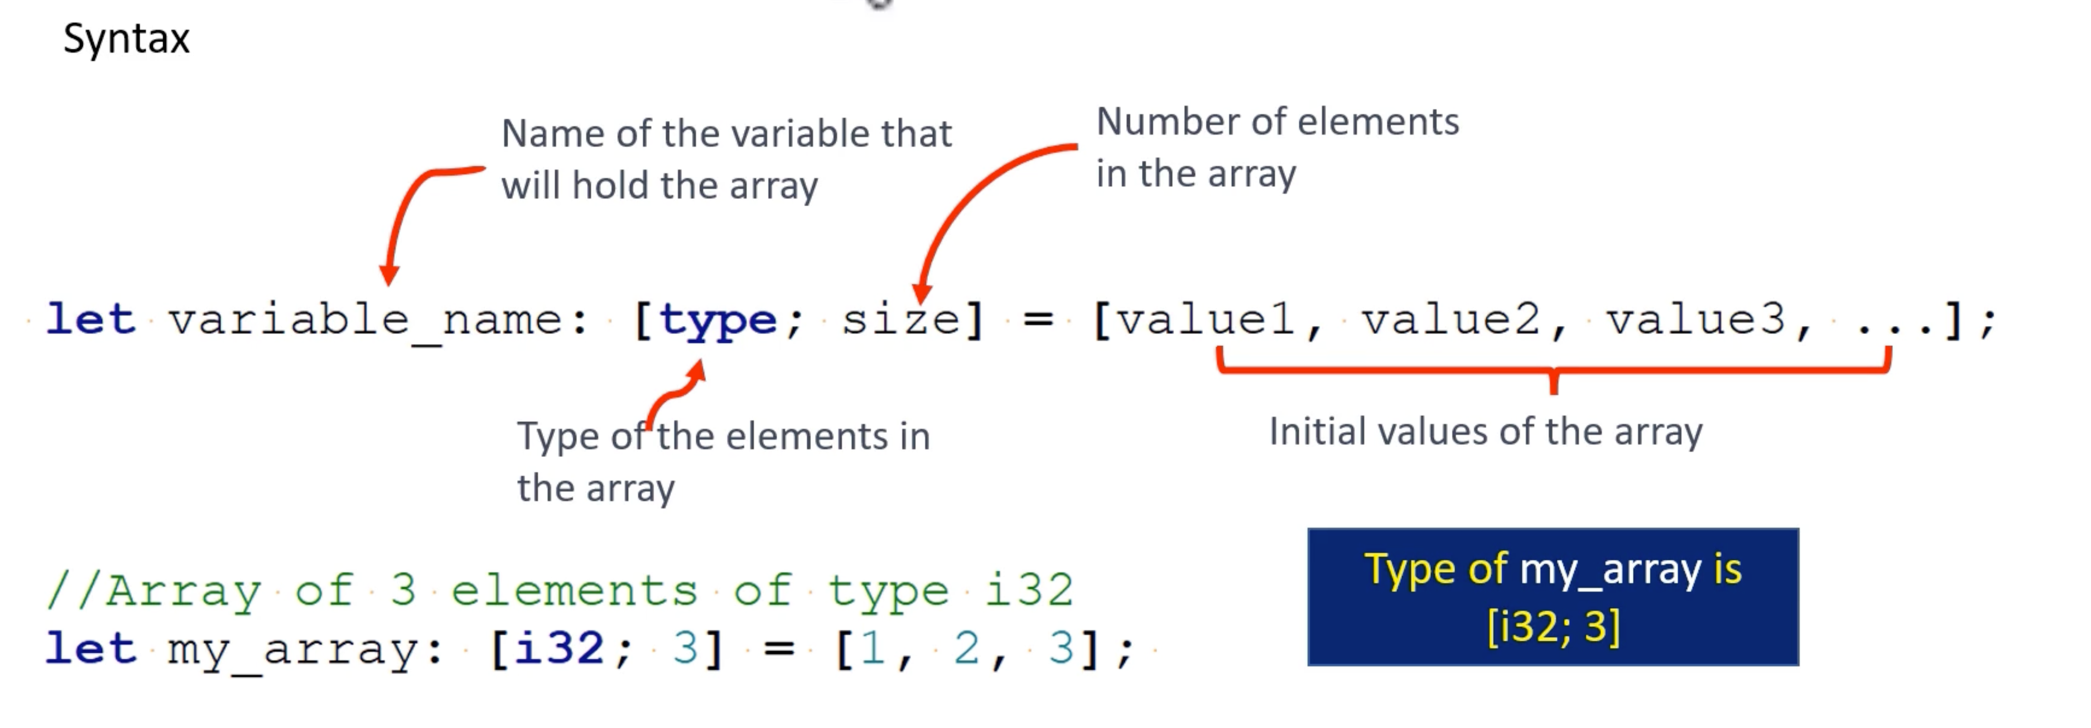 Syntax
Name of the variable that
will hold the array
Number of elements
in the array
let variable_name: [type; size] = [value1, value2, value3, ...];
Type of the elements in
the array
Initial values of the array
//Array of 3 elements of type i32
let my_array: [i32; 3] = [1, 2, 3];
Type of my_array is
[i32; 3]